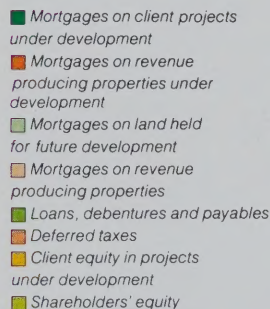 Mortgages on client projects
under development
Mortgages on revenue
producing properties under
development
Mortgages on land held
for future development
Mortgages on revenue
producing properties
Loans, debentures and payables
Deferred taxes
Client equity in projects
under development
Shareholders' equity